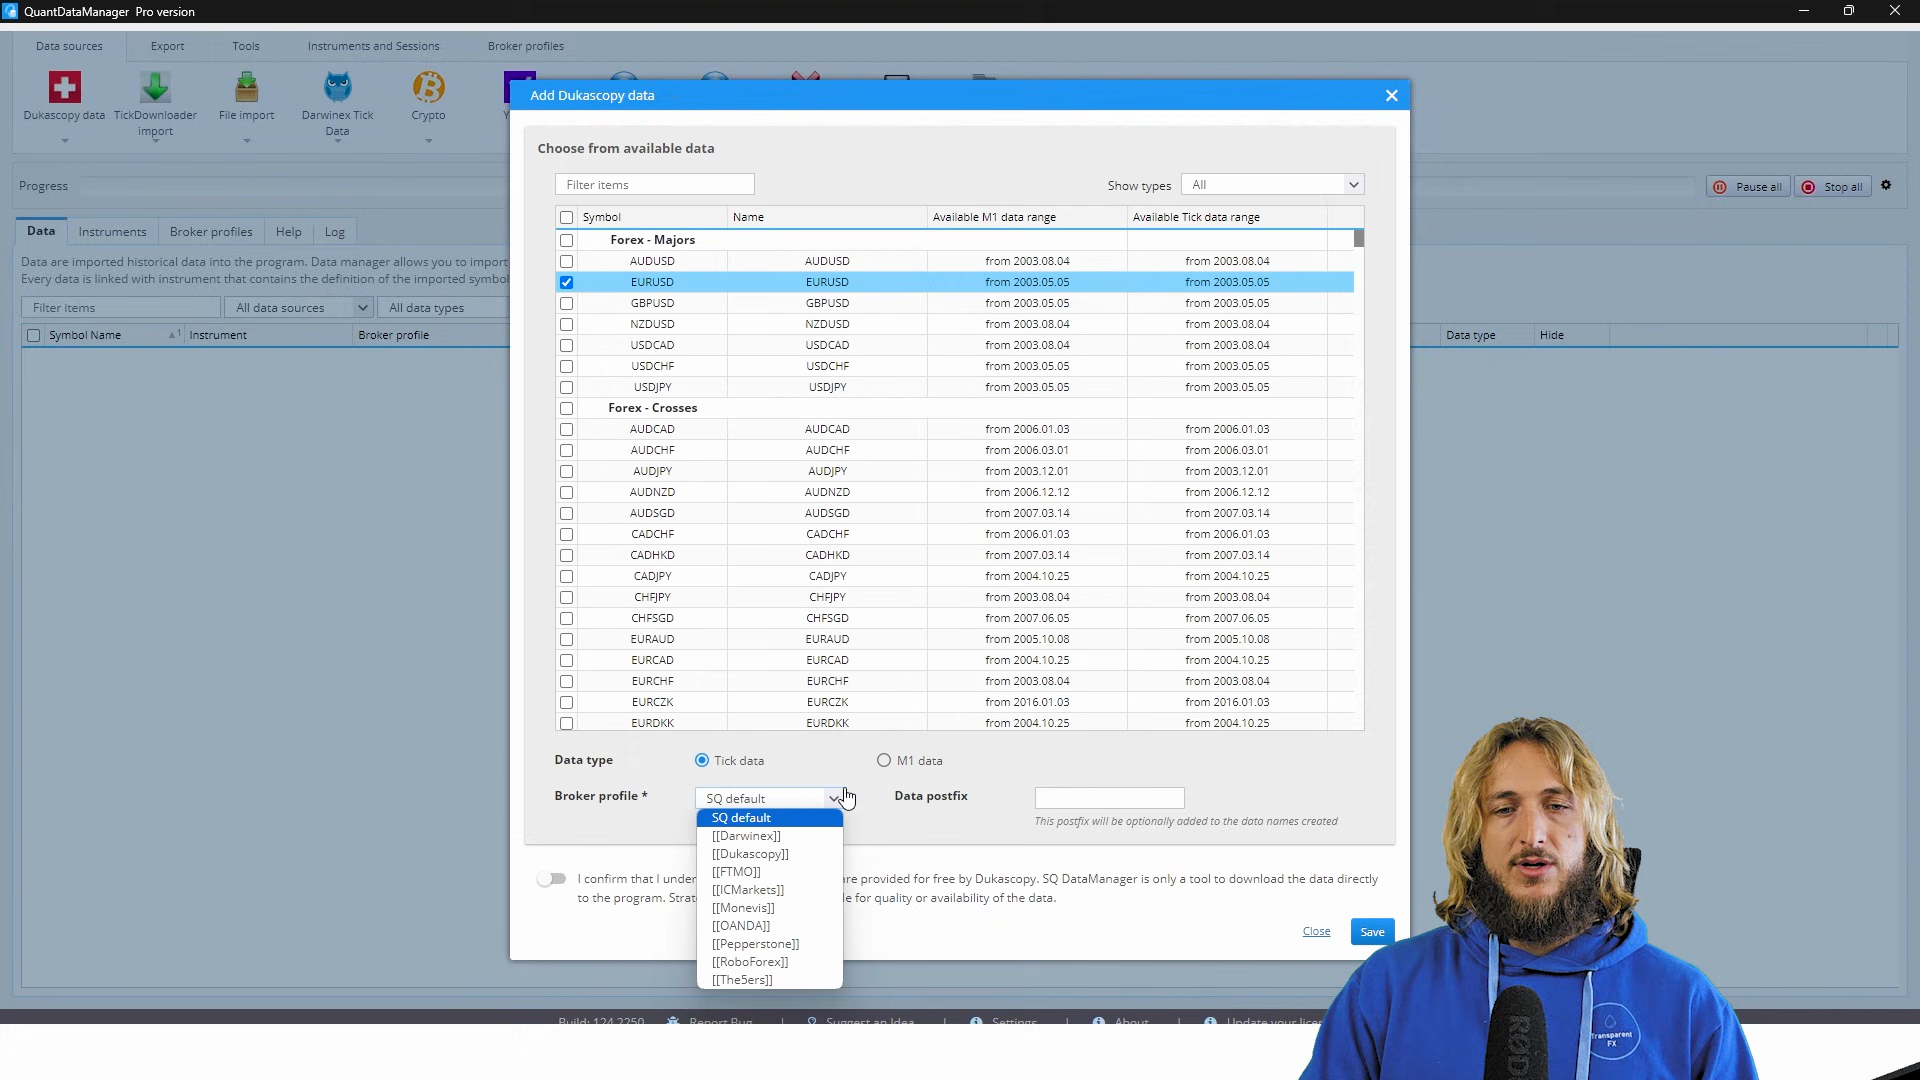 QuantDataManager Pro version
Data sources
Export
Tools
Instruments and Sessions
Broker profiles
Dukascopy data
TickDownloader import
File import
Darwinex Tick Data
Crypto
Add Dukascopy data
Progress
Pause all
Stop all
Choose from available data
Filter items
Show types
All
Symbol Name Available M1 data range Available Tick data range
Forex - Majors
AUDUSD AUDUSD from 2003.08.04 from 2003.08.04
EURUSD EURUSD from 2003.05.05 from 2003.05.05
GBPUSD GBPUSD from 2003.05.05 from 2003.05.05
NZDUSD NZDUSD from 2003.08.04 from 2003.08.04
USDCAD USDCAD from 2003.08.04 from 2003.08.04
USDCHF USDCHF from 2003.05.05 from 2003.05.05
USDJPY USDJPY from 2003.05.05 from 2003.05.05
Forex - Crosses
AUDCAD AUDCAD from 2006.01.03 from 2006.01.03
AUDCHF AUDCHF from 2006.03.01 from 2006.03.01
AUDJPY AUDJPY from 2003.12.01 from 2003.12.01
AUDNZD AUDNZD from 2006.12.12 from 2006.12.12
AUDSGD AUDSGD from 2007.03.14 from 2007.03.14
CADCHF CADCHF from 2006.01.03 from 2006.01.03
CADHKD CADHKD from 2007.03.14 from 2007.03.14
CADJPY CADJPY from 2004.10.25 from 2004.10.25
CHFJPY CHFJPY from 2003.08.04 from 2003.08.04
CHFSGD CHFSGD from 2007.06.05 from 2007.06.05
EURAUD EURAUD from 2005.10.08 from 2005.10.08
EURCAD EURCAD from 2004.10.25 from 2004.10.25
EURCHF EURCHF from 2003.08.04 from 2003.08.04
EURCZK EURCZK from 2016.01.03 from 2016.01.03
EURDKK EURDKK from 2004.10.25 from 2004.10.25
Data type
Tick data
M1 data
Broker profile *
SQ default
Data postfix
This postfix will be optionally added to the data names created
SQ default
[[Darwinex]]
[[Dukascopy]]
[[FTMO]]
[[ICMarkets]]
[[Monevis]]
[[OANDA]]
[[Pepperstone]]
[[RoboForex]]
[[The5ers]]
I confirm that I under are provided for free by Dukascopy. SQ DataManager is only a tool to download the data directly
to the program. Strat le for quality or availability of the data.
Close
Save
Data
Instruments
Broker profiles
Help
Log
Data are imported historical data into the program. Data manager allows you to import
Every data is linked with instrument that contains the definition of the imported symbo
Filter items
All data sources
All data types
Symbol Name
1
Instrument
Broker profile
Data type
Hide
Build: 124.2250
Report Bug
Suggest an Idea
Settings
About
Update your licen
Transparent
FX
RØD